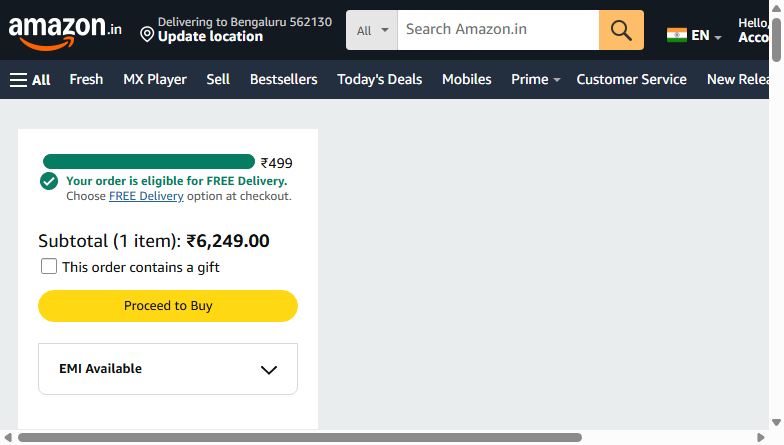 amazon.in
Delivering to Bengaluru 562130
Update location
All
Search Amazon.in
EN
Hello,
Acco
All
Fresh
MX Player
Sell
Bestsellers
Today's Deals
Mobiles
Prime
Customer Service
New Relea
₹499
Your order is eligible for FREE Delivery.
Choose FREE Delivery option at checkout.
Subtotal (1 item): ₹6,249.00
This order contains a gift
Proceed to Buy
EMI Available